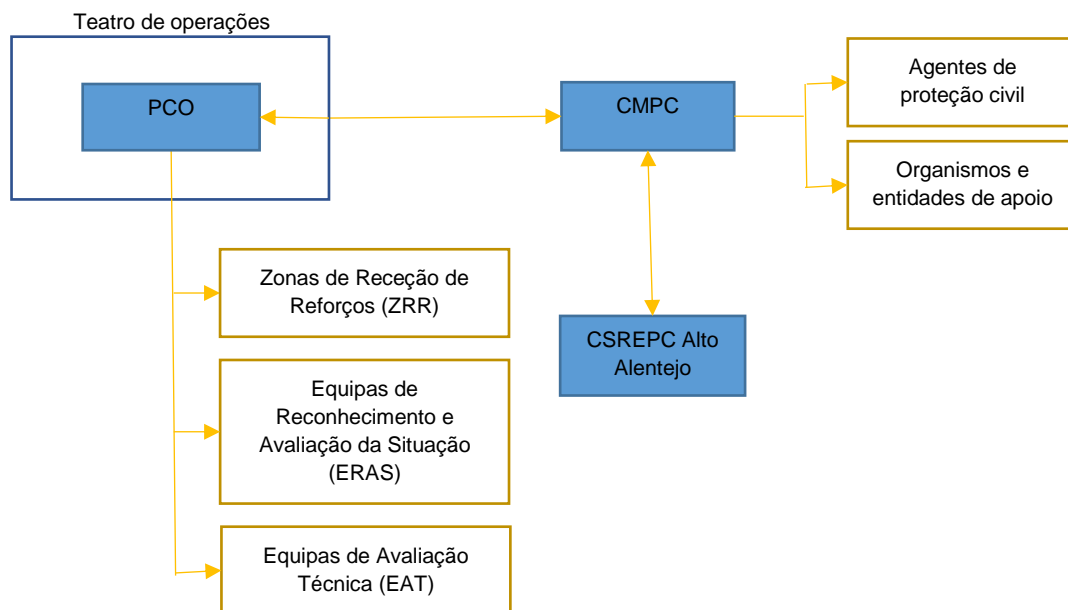 Teatro de operações
PCO
CMPC
Agentes de
proteção civil
Organismos e
entidades de apoio
Zonas de Receção de
Reforços (ZRR)
CSREPC Alto
Alentejo
Equipas de
Reconhecimento e
Avaliação da Situação
(ERAS)
Equipas de Avaliação
Técnica (EAT)